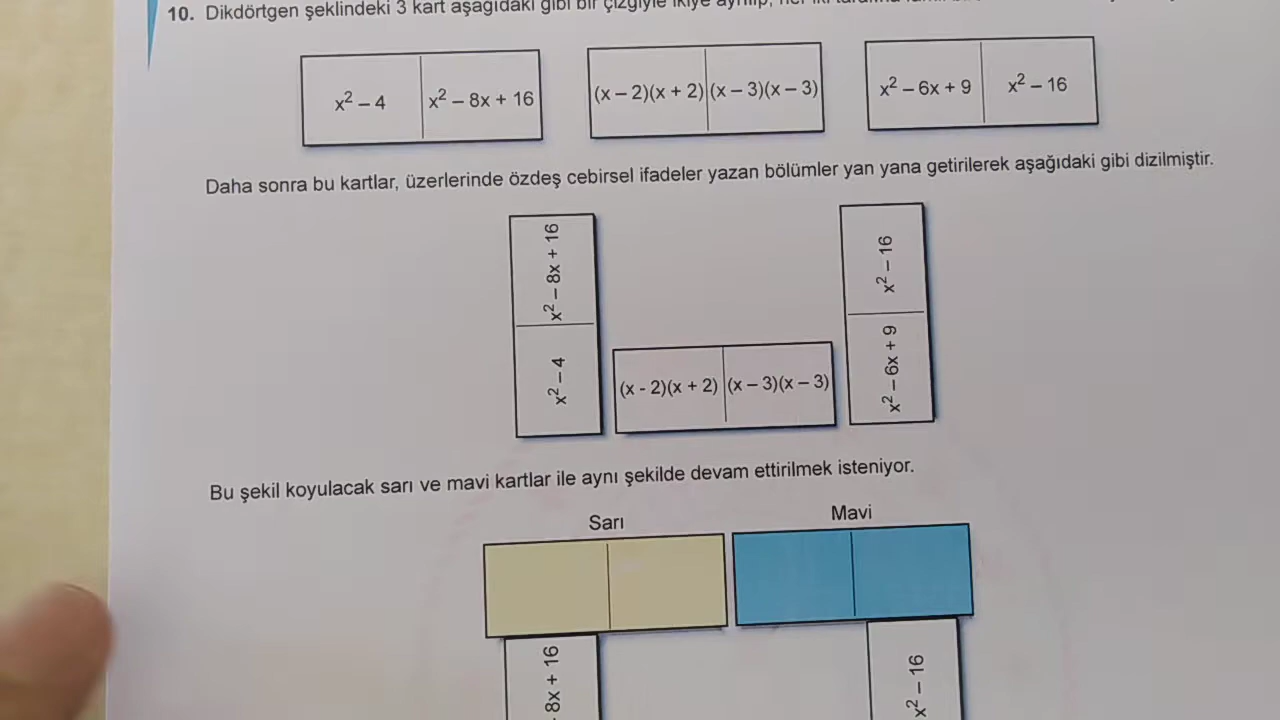 10. Dikdörtgen şeklindeki 3 kart aşağıdaki gibi bir çizgiyle ikiye ayrılıp, her iki tarafına
x² – 4 x² – 8x + 16 (x – 2)(x + 2) (x – 3)(x – 3) x² – 6x + 9 x² – 16
Daha sonra bu kartlar, üzerlerinde özdeş cebirsel ifadeler yazan bölümler yan yana getirilerek aşağıdaki gibi dizilmiştir.
x² – 4 x² – 8x + 16
(x - 2)(x + 2) (x – 3)(x – 3)
x² – 6x + 9 x² – 16
Bu şekil koyulacak sarı ve mavi kartlar ile aynı şekilde devam ettirilmek isteniyor.
Sarı Mavi
8x + 16 x² – 16